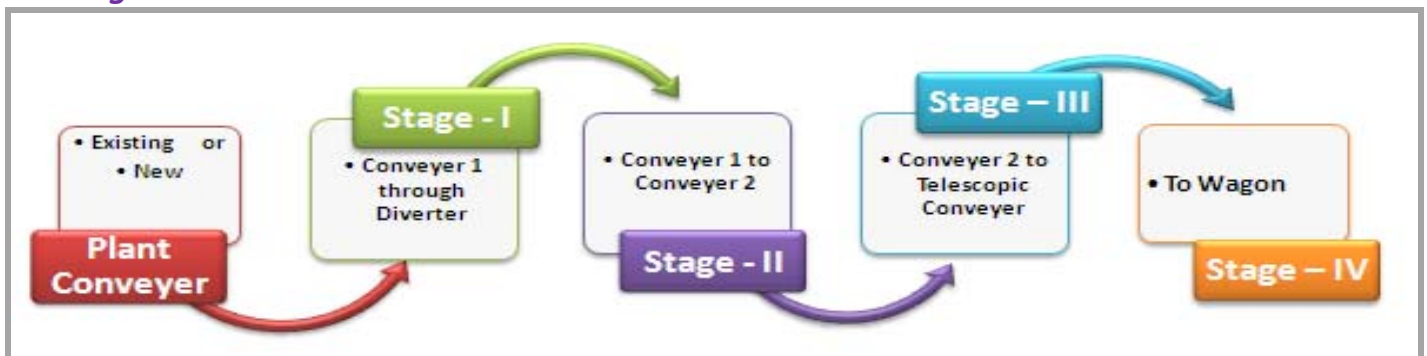 • Existing or
• New
Plant
Conveyer
Stage - I
• Conveyer 1
through
Diverter
• Conveyer 1 to
Conveyer 2
Stage - II
Stage – III
• Conveyer 2 to
Telescopic
Conveyer
• To Wagon
Stage – IV